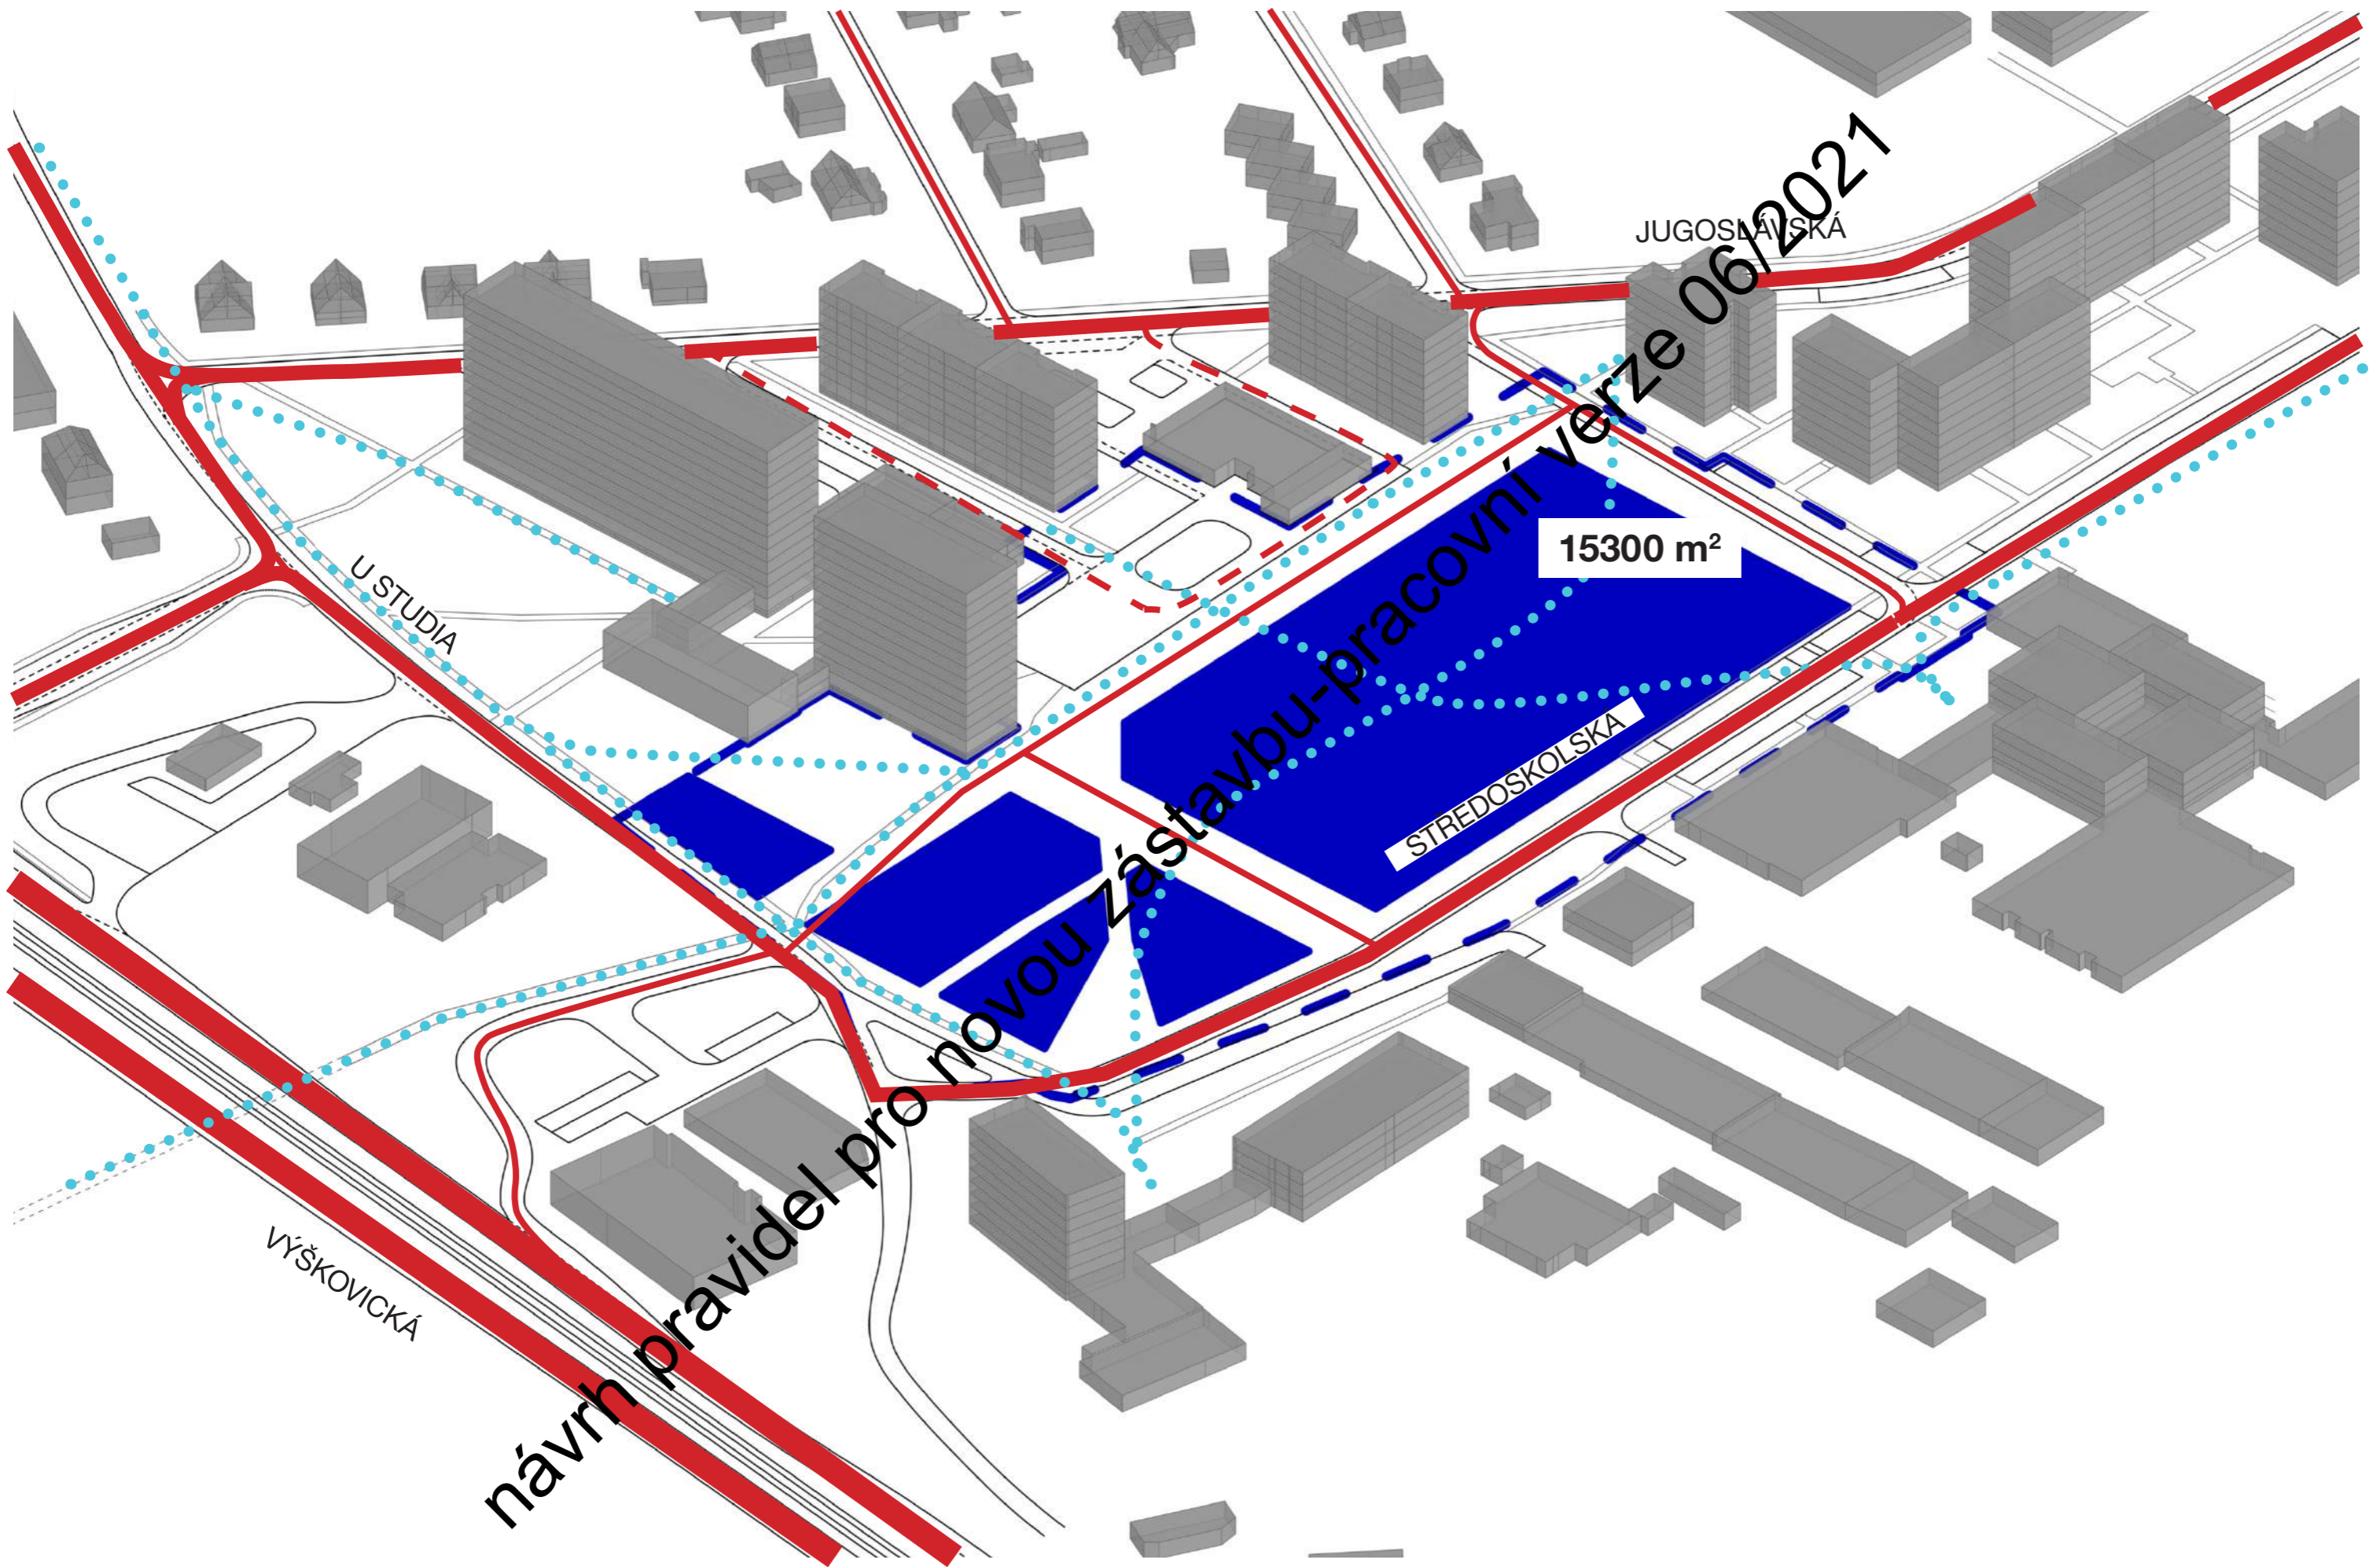 JUGOSLÁVSKÁ
15300 m²
U STUDIA
STŘEDOŠKOLSKÁ
VÝŠKOVICKÁ
návrh pravidel pro novou zástavbu-pracovní verze 06/2021